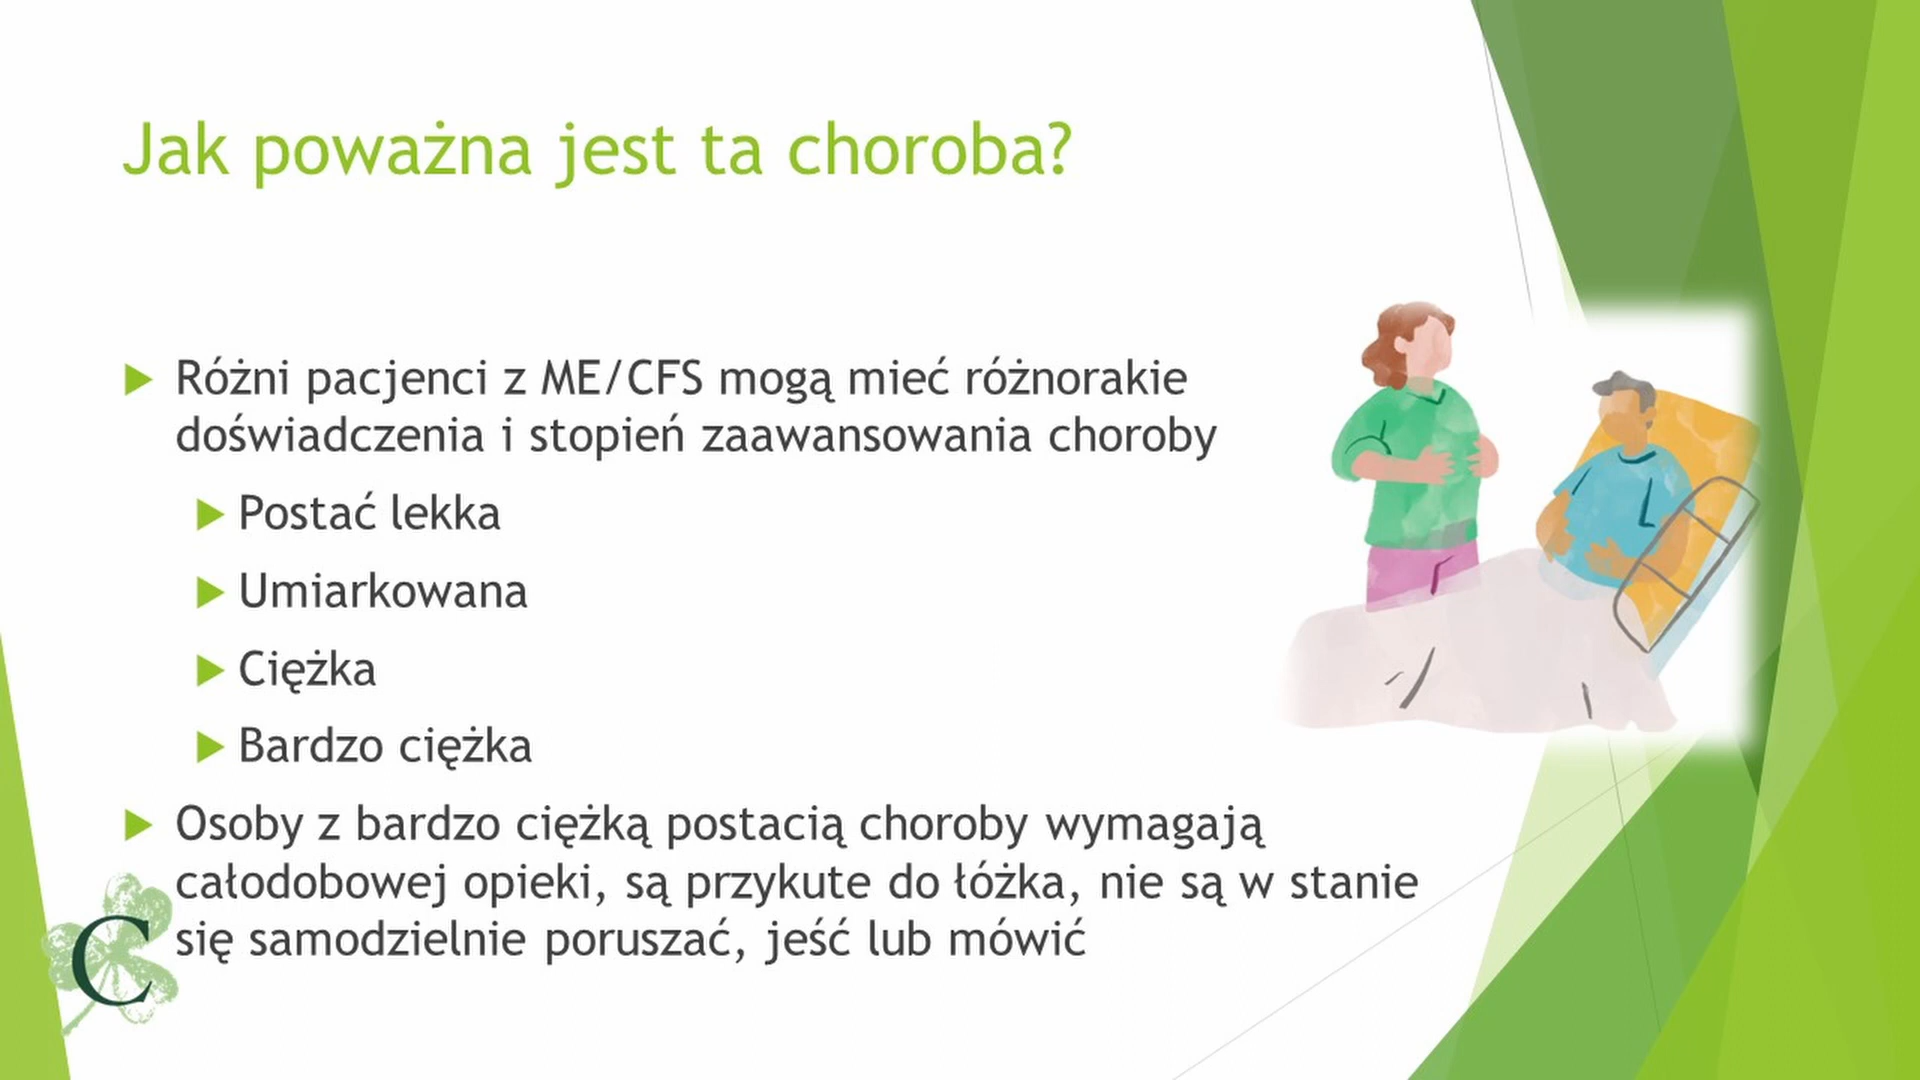 Jak poważna jest ta choroba?
Różni pacjenci z ME/CFS mogą mieć różnorakie
doświadczenia i stopień zaawansowania choroby
Postać lekka
Umiarkowana
Ciężka
Bardzo ciężka
Osoby z bardzo ciężką postacią choroby wymagają
całodobowej opieki, są przykute do łóżka, nie są w stanie
się samodzielnie poruszać, jeść lub mówić
C